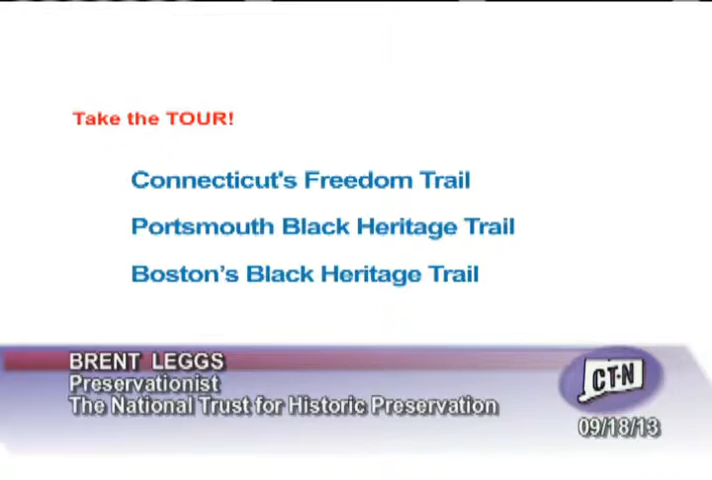 Take the TOUR!
Connecticut's Freedom Trail
Portsmouth Black Heritage Trail
Boston's Black Heritage Trail
BRENT LEGGS
Preservationist
The National Trust for Historic Preservation
CT-N
09/18/13